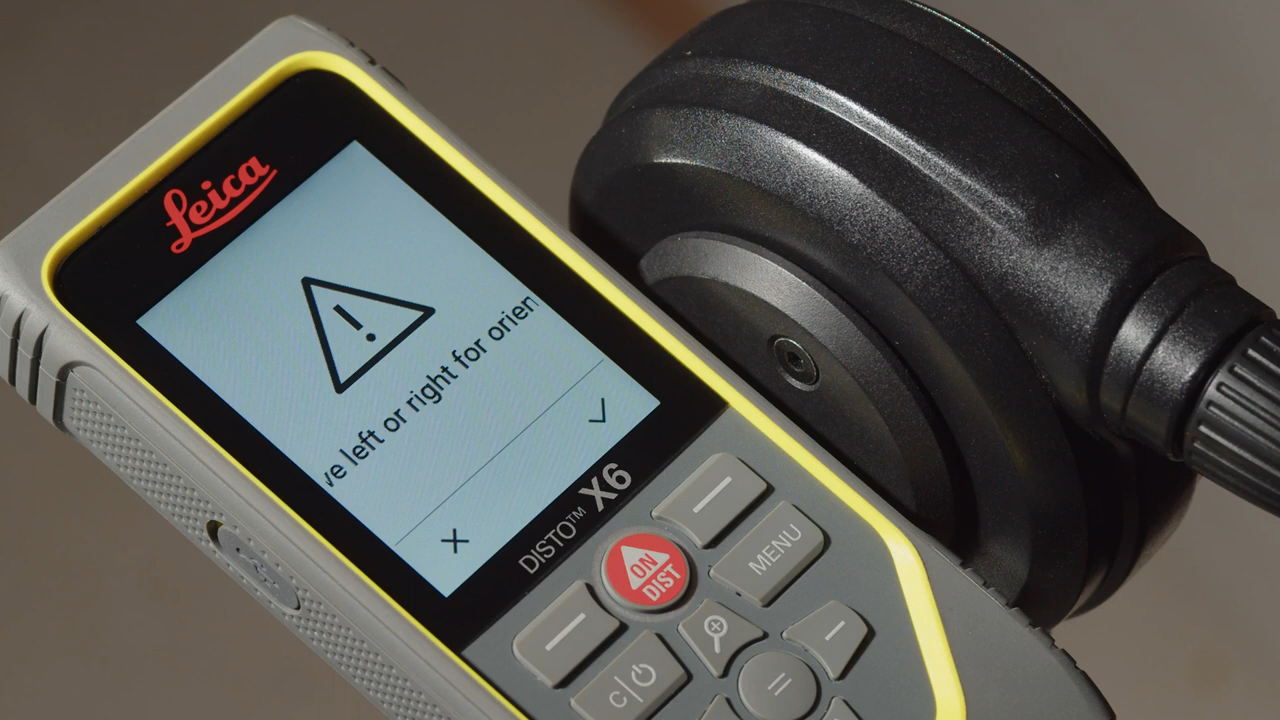 Leica
!
ve left or right for orien
DISTO™ X6
ON
DIST
MENU
C